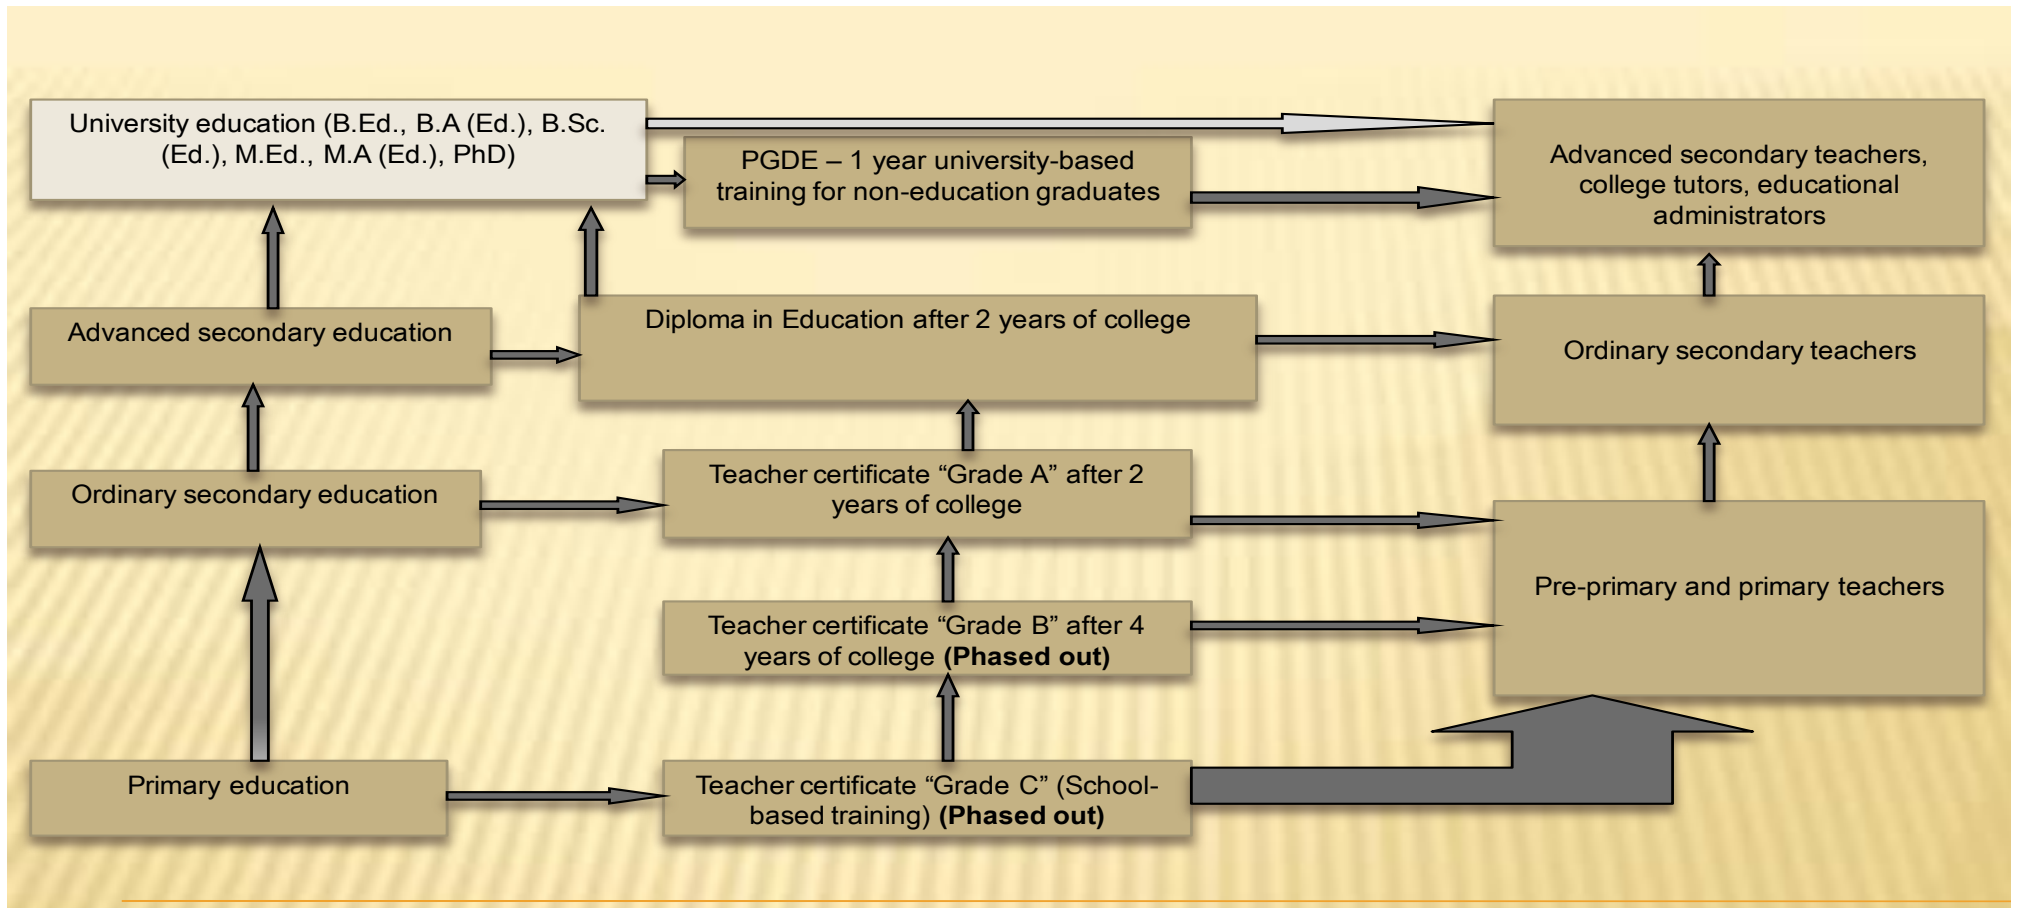 University education (B.Ed., B.A (Ed.), B.Sc.
(Ed.), M.Ed., M.A (Ed.), PhD)
PGDE – 1 year university-based
training for non-education graduates
Advanced secondary teachers,
college tutors, educational
administrators
Advanced secondary education
Diploma in Education after 2 years of college
Ordinary secondary teachers
Ordinary secondary education
Teacher certificate “Grade A” after 2
years of college
Pre-primary and primary teachers
Teacher certificate “Grade B” after 4
years of college (Phased out)
Primary education
Teacher certificate “Grade C” (School-
based training) (Phased out)